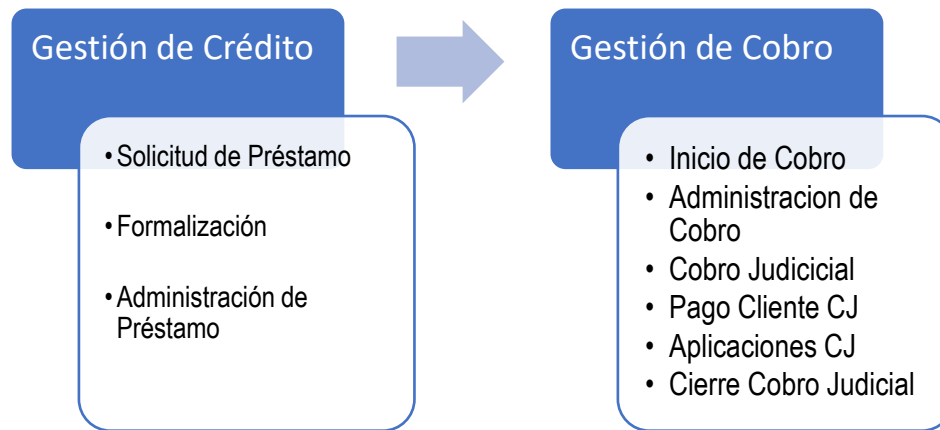 Gestión de Crédito
• Solicitud de Préstamo
• Formalización
• Administración de
Préstamo
Gestión de Cobro
• Inicio de Cobro
• Administracion de
Cobro
• Cobro Judicicial
• Pago Cliente CJ
• Aplicaciones CJ
• Cierre Cobro Judicial